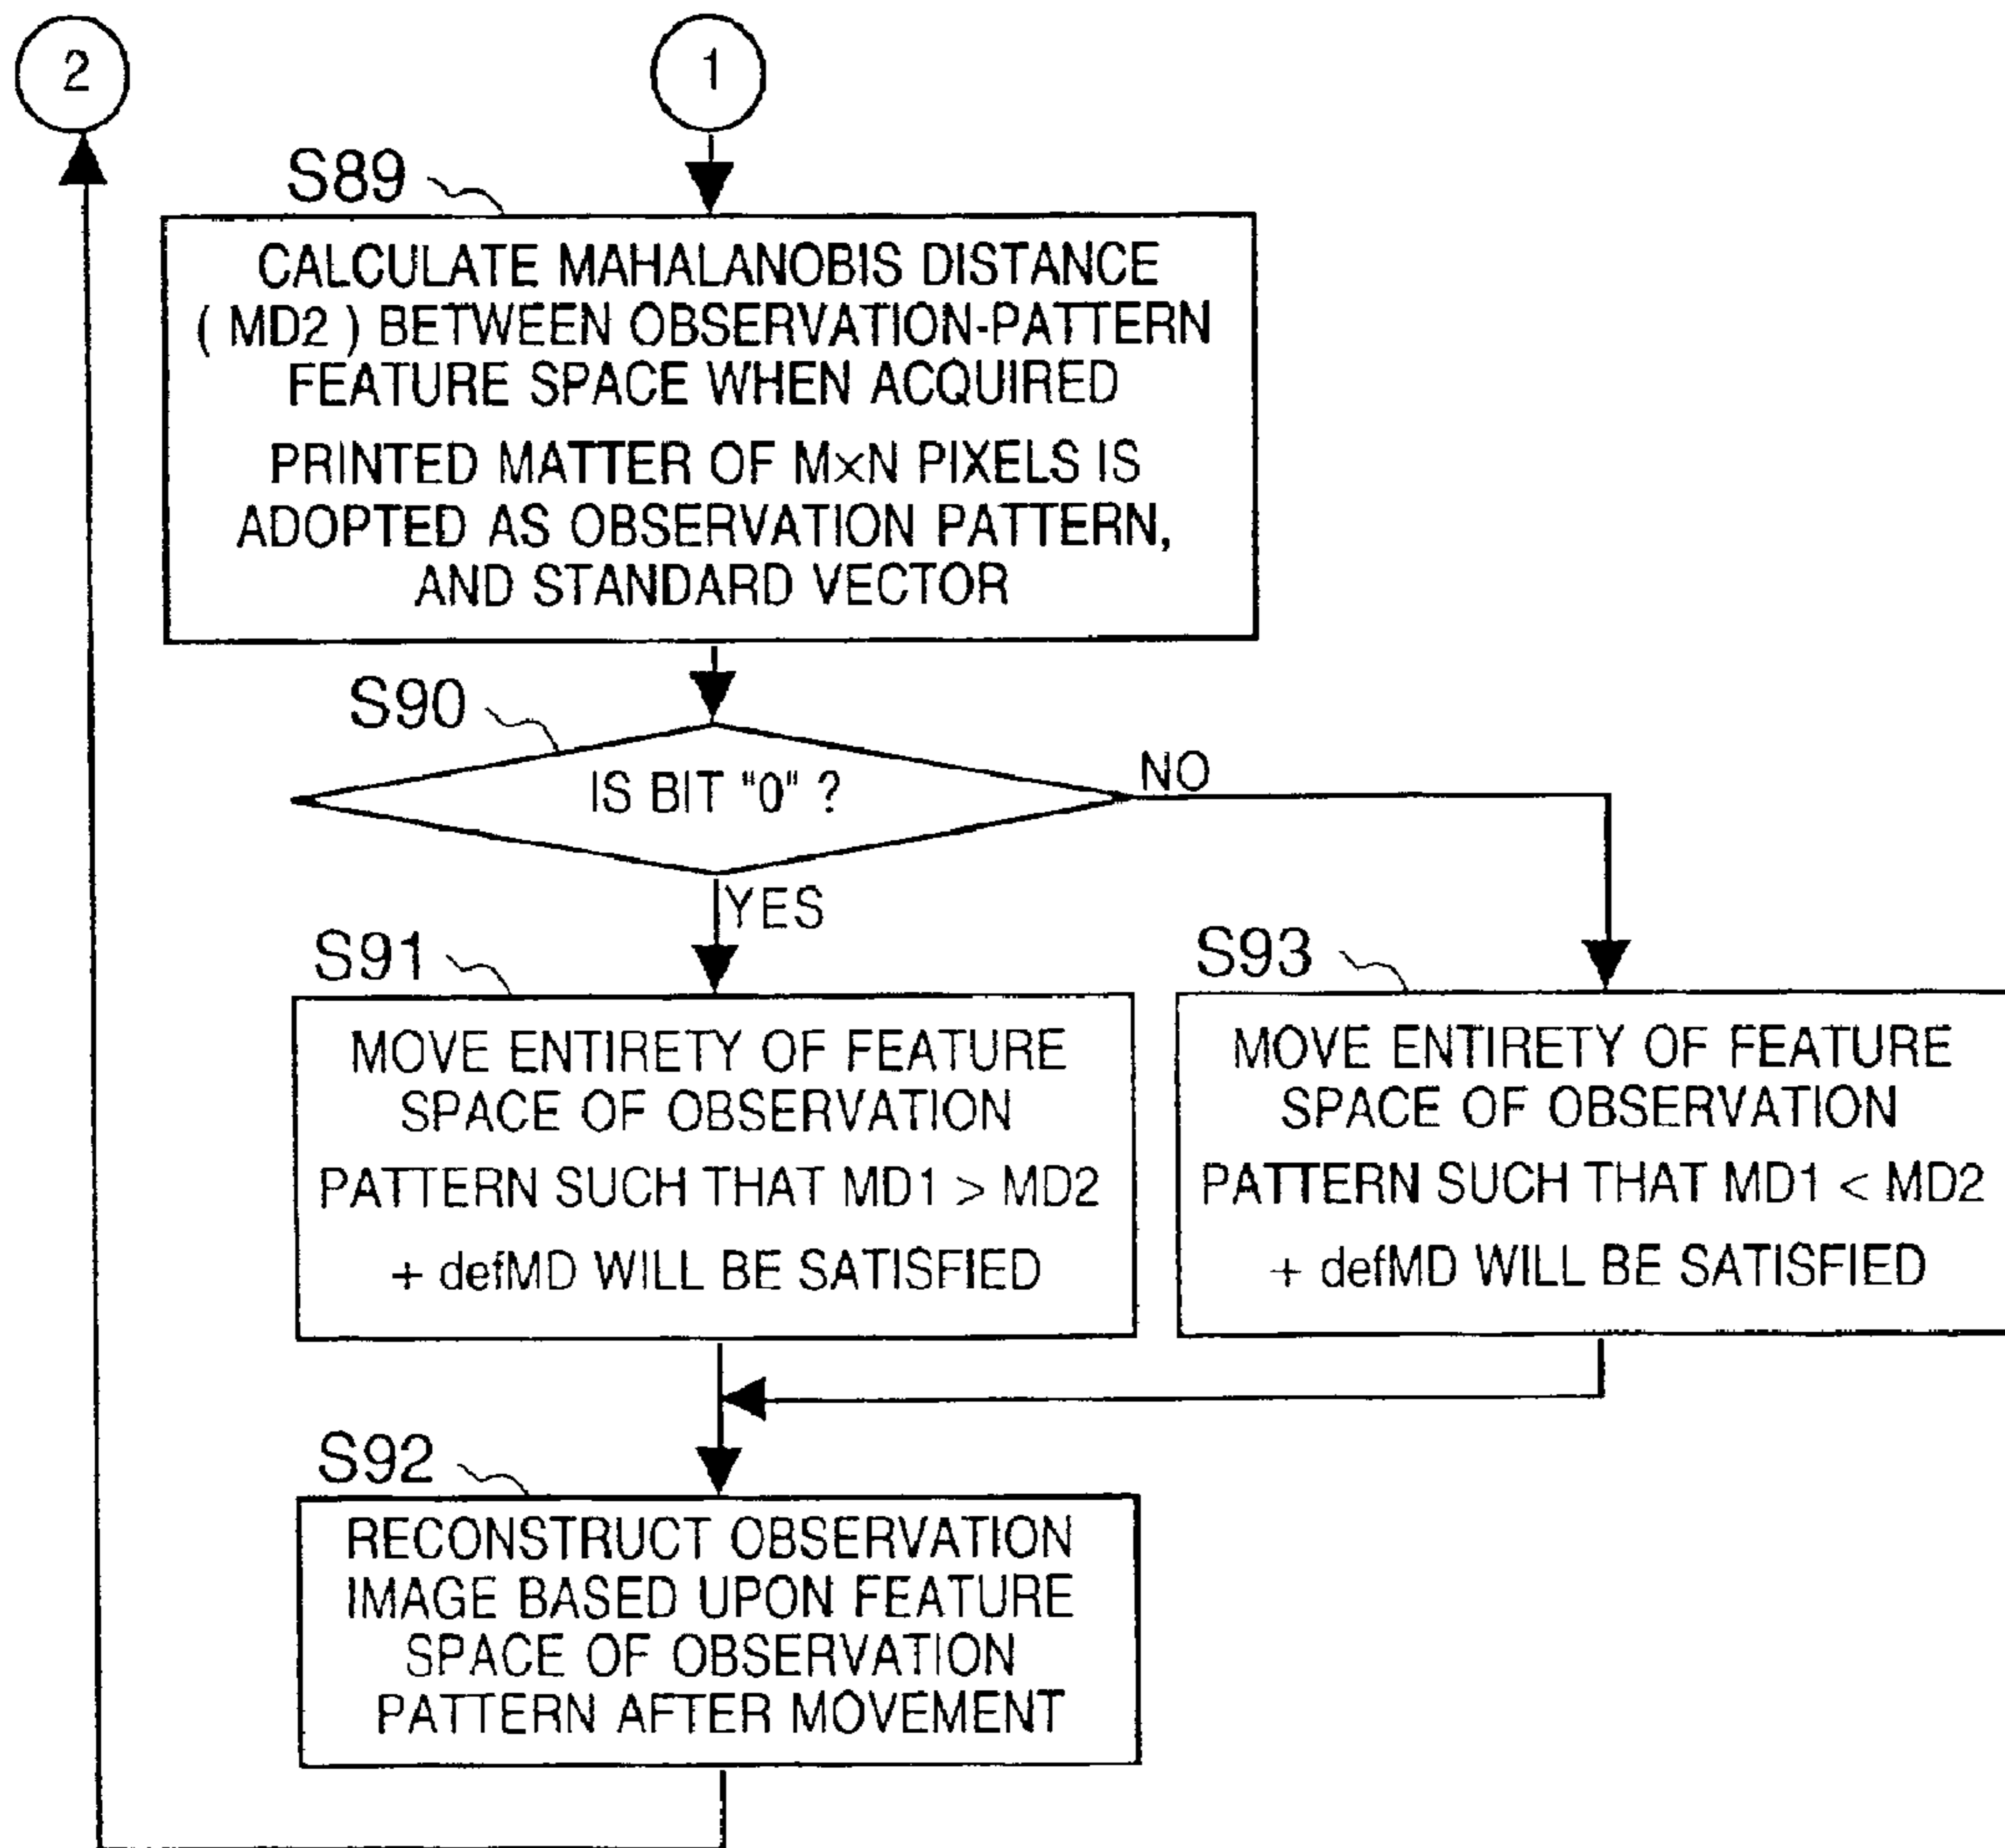 2
1
S89
CALCULATE MAHALANOBIS DISTANCE
( MD2 ) BETWEEN OBSERVATION-PATTERN
FEATURE SPACE WHEN ACQUIRED
PRINTED MATTER OF M×N PIXELS IS
ADOPTED AS OBSERVATION PATTERN,
AND STANDARD VECTOR
S90
IS BIT "0" ?
NO
YES
S91
MOVE ENTIRETY OF FEATURE
SPACE OF OBSERVATION
PATTERN SUCH THAT MD1 > MD2
+ defMD WILL BE SATISFIED
S93
MOVE ENTIRETY OF FEATURE
SPACE OF OBSERVATION
PATTERN SUCH THAT MD1 < MD2
+ defMD WILL BE SATISFIED
S92
RECONSTRUCT OBSERVATION
IMAGE BASED UPON FEATURE
SPACE OF OBSERVATION
PATTERN AFTER MOVEMENT